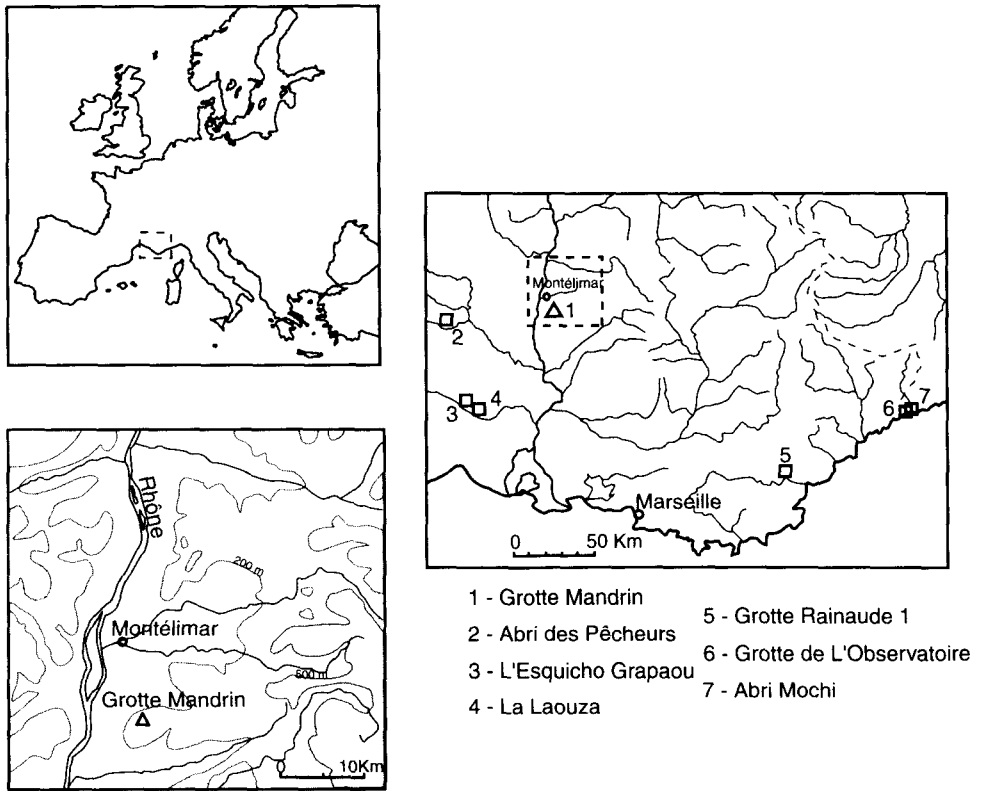 Montélimar
1
2
3
4
5
6
7
Marséille
0 50 Km
Rhône
200 m
Montélimar
600 m
Grotte Mandrin
10Km
1 - Grotte Mandrin
2 - Abri des Pêcheurs
3 - L'Esquicho Grapaou
4 - La Laouza
5 - Grotte Rainaude 1
6 - Grotte de L'Observatoire
7 - Abri Mochi